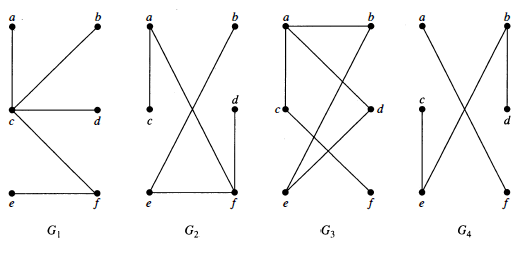 a b a b a b a b
c d c d c d c d
e f e f e f e f
G1 G2 G3 G4